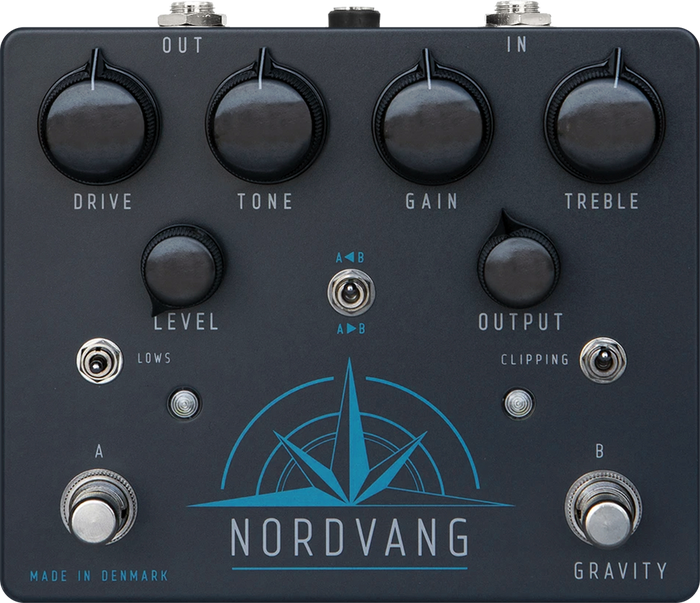 OUT IN
DRIVE TONE GAIN TREBLE
A◀B
LEVEL A▶B OUTPUT
LOWS CLIPPING
A B
NORDVANG
MADE IN DENMARK GRAVITY